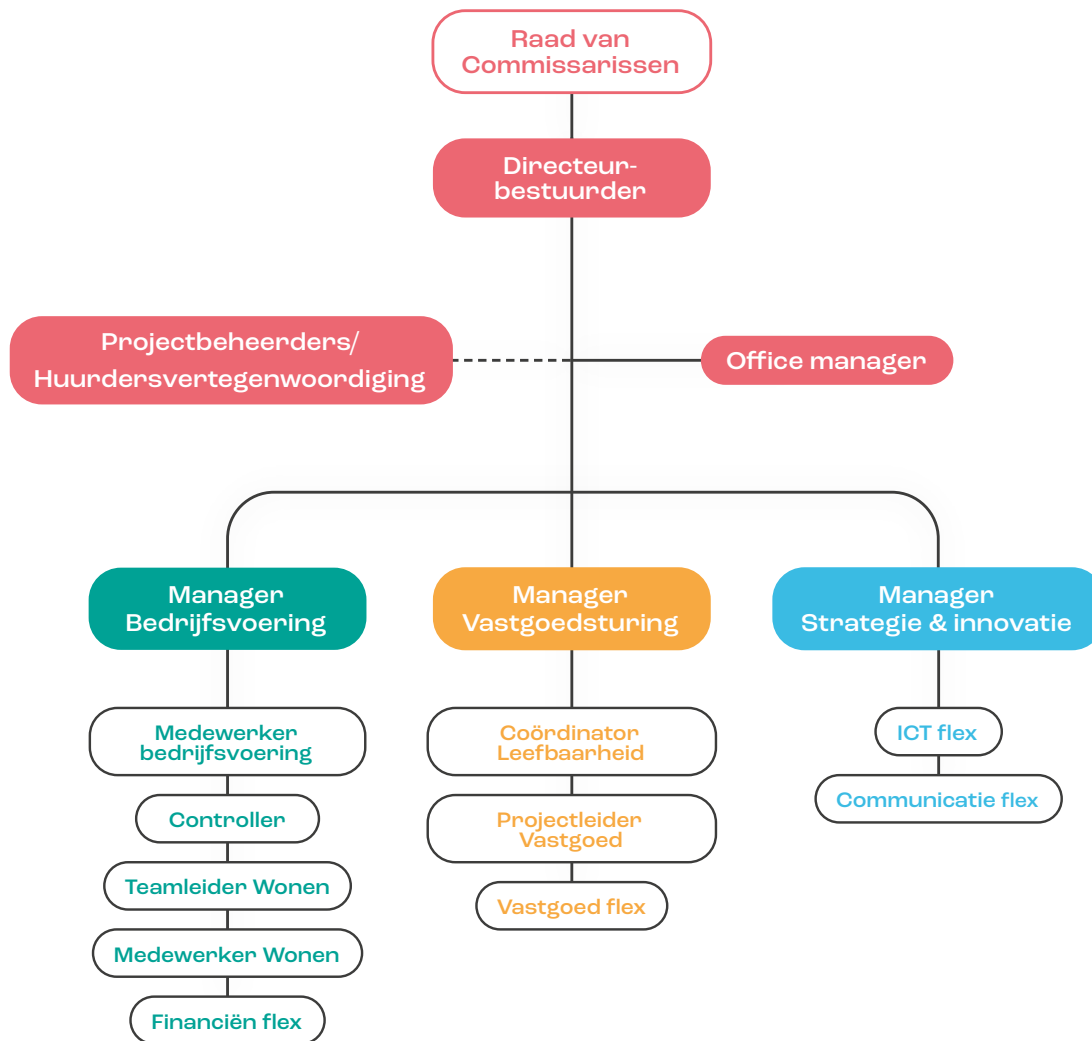 Raad van
Commissarissen
Directeur-
bestuurder
Projectbeheerders/
Huurdersvertegenwoordiging
Office manager
Manager
Bedrijfsvoering
Manager
Vastgoedsturing
Manager
Strategie & innovatie
Medewerker
bedrijfsvoering
Controller
Teamleider Wonen
Medewerker Wonen
Financiën flex
Coördinator
Leefbaarheid
Projectleider
Vastgoed
Vastgoed flex
ICT flex
Communicatie flex